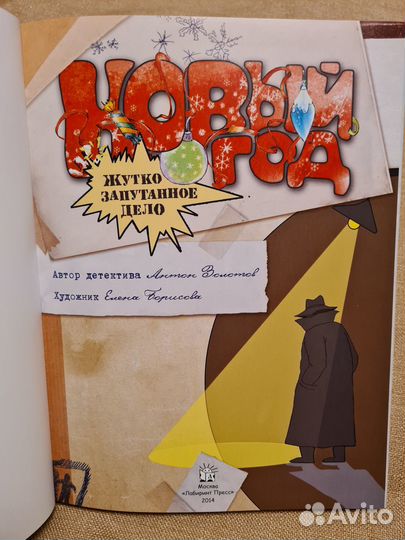 НОВЫЙ
ГОД
ЖУТКО
ЗАПУТАННОЕ
ДЕЛО
Автор детектива Антон Золотов
Художник Елена Борисова
Москва
«Лабиринт Пресс»
2014
Avito